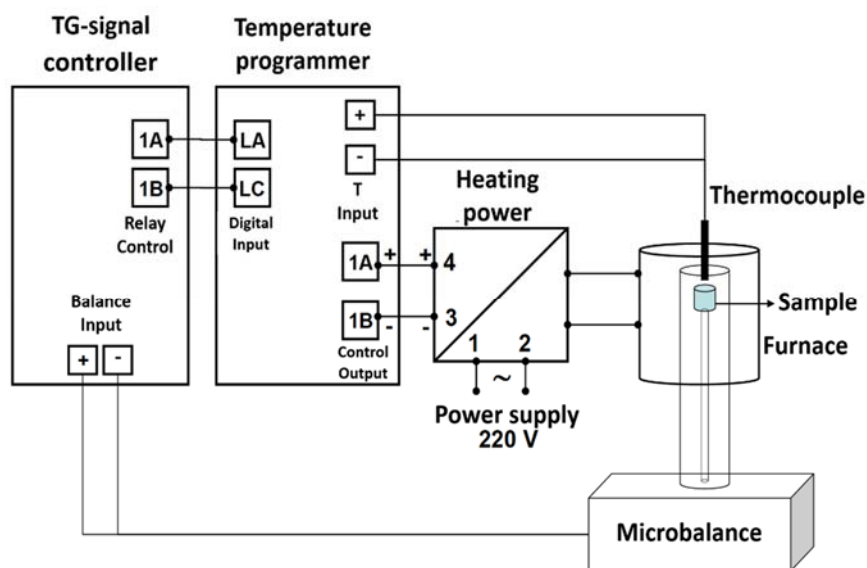 TG-signal
controller
Temperature
programmer
1A
1B
Relay
Control
Balance
Input
+ -
LA
LC
Digital
Input
+
-
T
Input
1A
1B
Control
Output
+ +
- -
Heating
power
4
3
1 2
~
Power supply
220 V
Thermocouple
Sample
Furnace
Microbalance